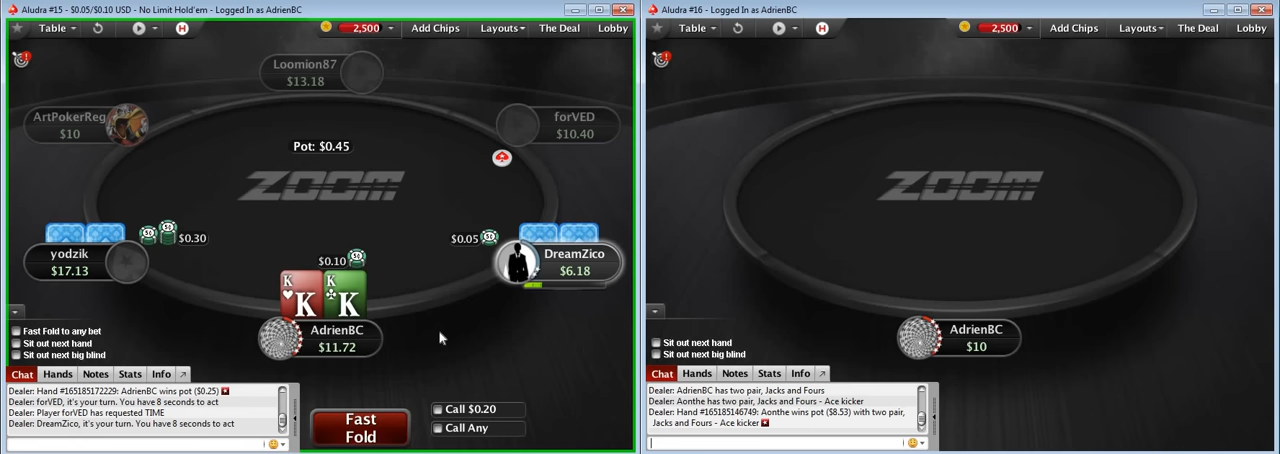 Aludra #15 - $0.05/$0.10 USD - No Limit Hold'em - Logged In as AdrienBC
Table
H
2,500
Add Chips
Layouts
The Deal
Lobby
Loomion87
$13.18
ArtPokerReg
$10
forVED
$10.40
Pot: $0.45
ZOOM
$0.30
yodzik
$17.13
$0.05
DreamZico
$6.18
$0.10
K K
K K
AdrienBC
$11.72
Fast Fold to any bet
Sit out next hand
Sit out next big blind
Chat Hands Notes Stats Info
Dealer: Hand #165185172229: AdrienBC wins pot ($0.25)
Dealer: forVED, it's your turn. You have 8 seconds to act
Dealer: Player forVED has requested TIME
Dealer: DreamZico, it's your turn. You have 8 seconds to act
Fast
Fold
Call $0.20
Call Any
Aludra #16 - Logged In as AdrienBC
Table
H
2,500
Add Chips
Layouts
The Deal
Lobby
ZOOM
AdrienBC
$10
Sit out next hand
Sit out next big blind
Chat Hands Notes Stats Info
Dealer: AdrienBC has two pair, Jacks and Fours
Dealer: Aonthe has two pair, Jacks and Fours - Ace kicker
Dealer: Hand #165185146749: Aonthe wins pot ($8.53) with two pair,
Jacks and Fours - Ace kicker